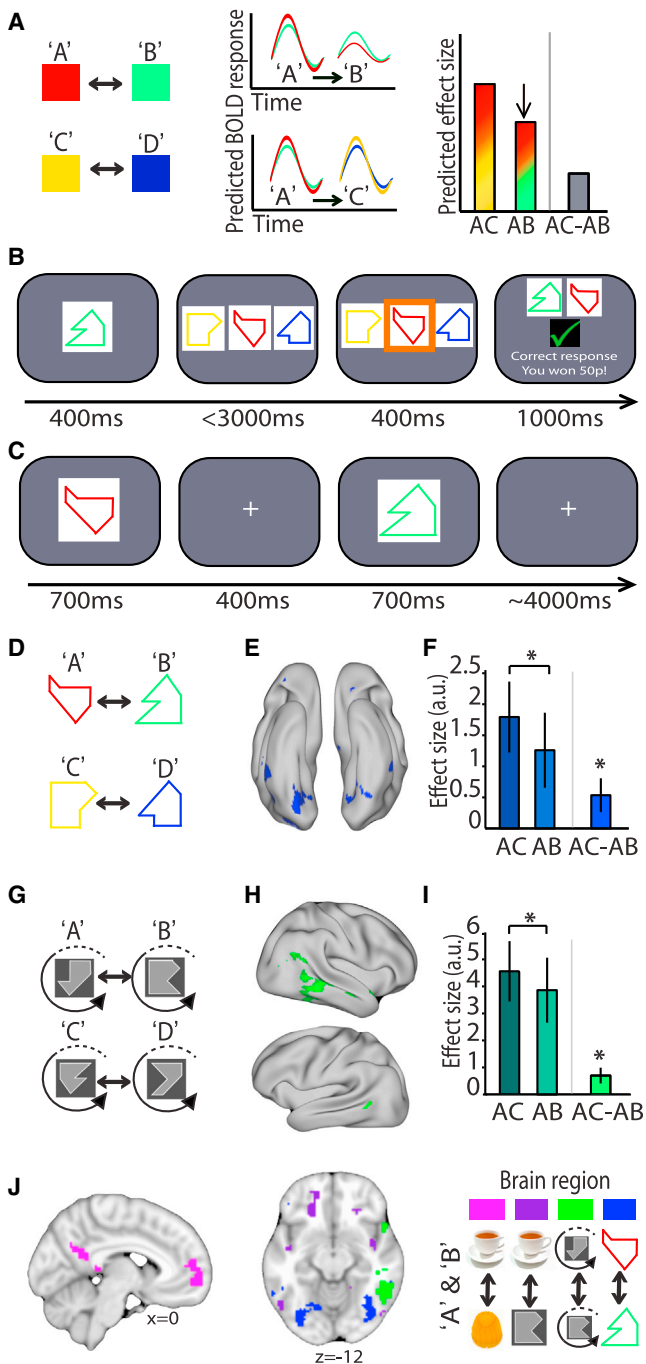 A
'A' 'B'
'C' 'D'
Predicted BOLD response
'A' 'B'
Time
'A' 'C'
Time
Predicted effect size
AC AB AC-AB
B
Correct response
You won 50p!
400ms <3000ms 400ms 1000ms
C
+ +
700ms 400ms 700ms ~4000ms
D
'A' 'B'
'C' 'D'
E
F
Effect size (a.u.)
2.5
2
1.5
1
0.5
0
*
*
AC AB AC-AB
G
'A' 'B'
'C' 'D'
H
I
Effect size (a.u.)
6
5
4
3
2
1
0
*
*
AC AB AC-AB
J
x=0
z=-12
Brain region
'A' & 'B'